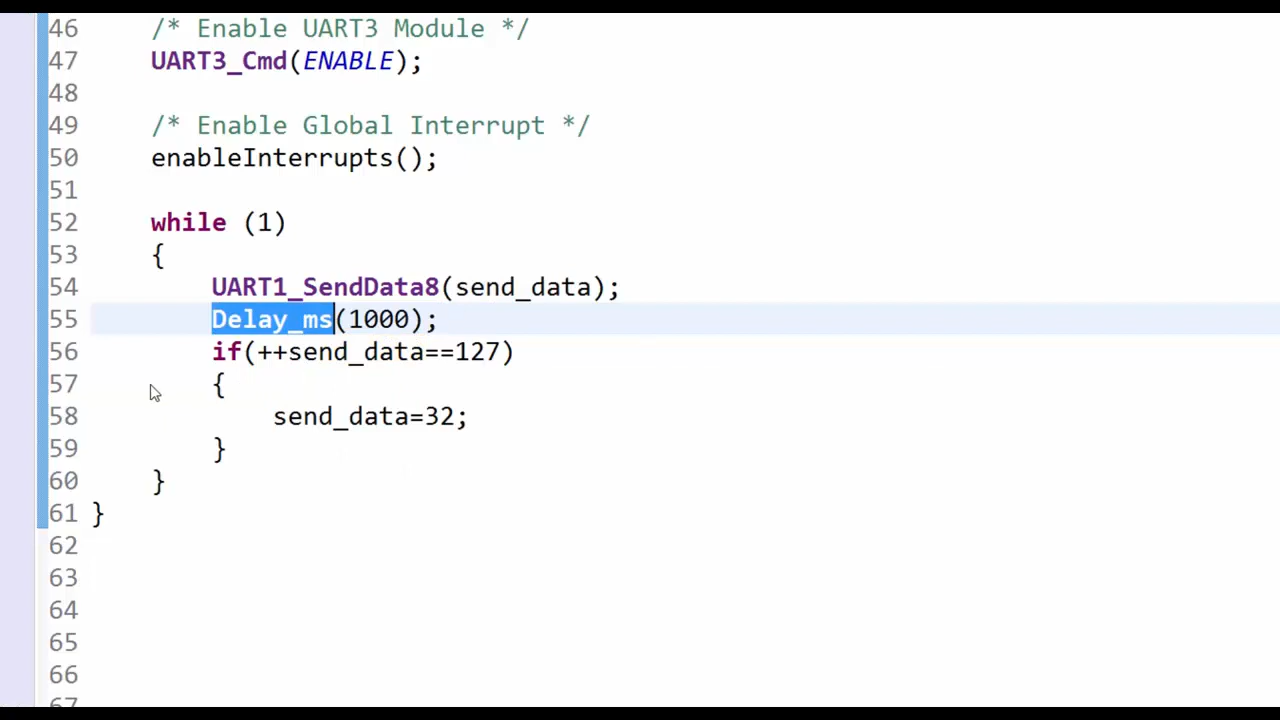 46 /* Enable UART3 Module */
47 UART3_Cmd(ENABLE);
48
49 /* Enable Global Interrupt */
50 enableInterrupts();
51
52 while (1)
53 {
54 UART1_SendData8(send_data);
55 Delay_ms(1000);
56 if(++send_data==127)
57 {
58 send_data=32;
59 }
60 }
61 }
62
63
64
65
66
67